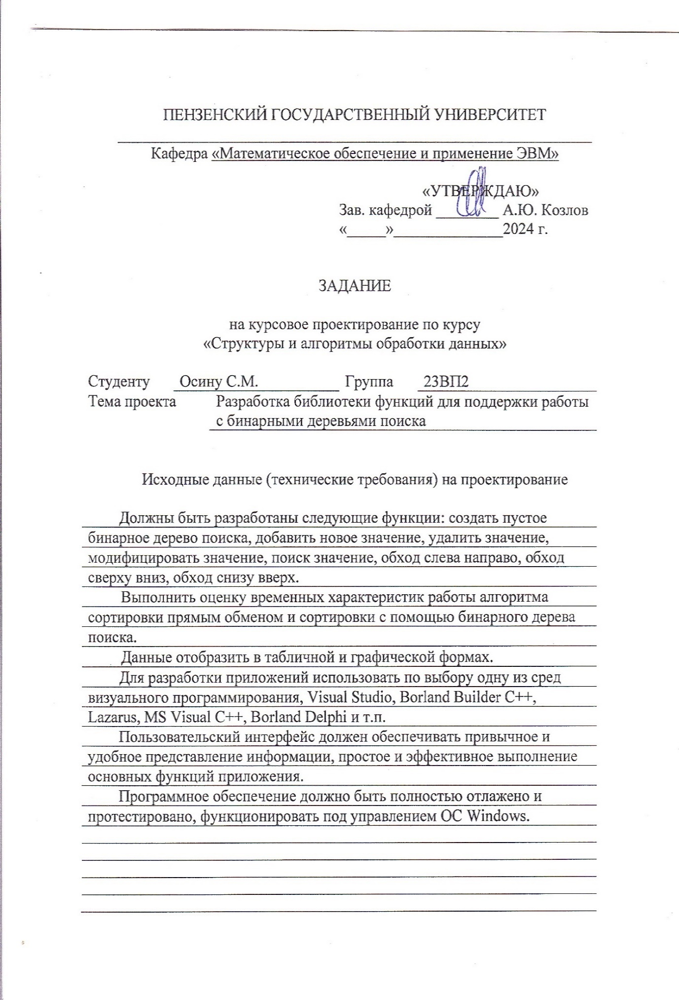 ПЕНЗЕНСКИЙ ГОСУДАРСТВЕННЫЙ УНИВЕРСИТЕТ
Кафедра «Математическое обеспечение и применение ЭВМ»
«УТВЕРЖДАЮ»
Зав. кафедрой ________ А.Ю. Козлов
«_____»______________2024 г.
ЗАДАНИЕ
на курсовое проектирование по курсу
«Структуры и алгоритмы обработки данных»
Студенту Осину С.М. Группа 23ВП2
Тема проекта Разработка библиотеки функций для поддержки работы
с бинарными деревьями поиска
Исходные данные (технические требования) на проектирование
Должны быть разработаны следующие функции: создать пустое
бинарное дерево поиска, добавить новое значение, удалить значение,
модифицировать значение, поиск значение, обход слева направо, обход
сверху вниз, обход снизу вверх.
Выполнить оценку временных характеристик работы алгоритма
сортировки прямым обменом и сортировки с помощью бинарного дерева
поиска.
Данные отобразить в табличной и графической формах.
Для разработки приложений использовать по выбору одну из сред
визуального программирования, Visual Studio, Borland Builder C++,
Lazarus, MS Visual C++, Borland Delphi и т.п.
Пользовательский интерфейс должен обеспечивать привычное и
удобное представление информации, простое и эффективное выполнение
основных функций приложения.
Программное обеспечение должно быть полностью отлажено и
протестировано, функционировать под управлением ОС Windows.